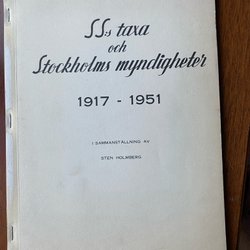 SS:s taxa
och
Stockholms myndigheter
1917 - 1951
I SAMMANSTÄLLNING AV
STEN HOLMBERG